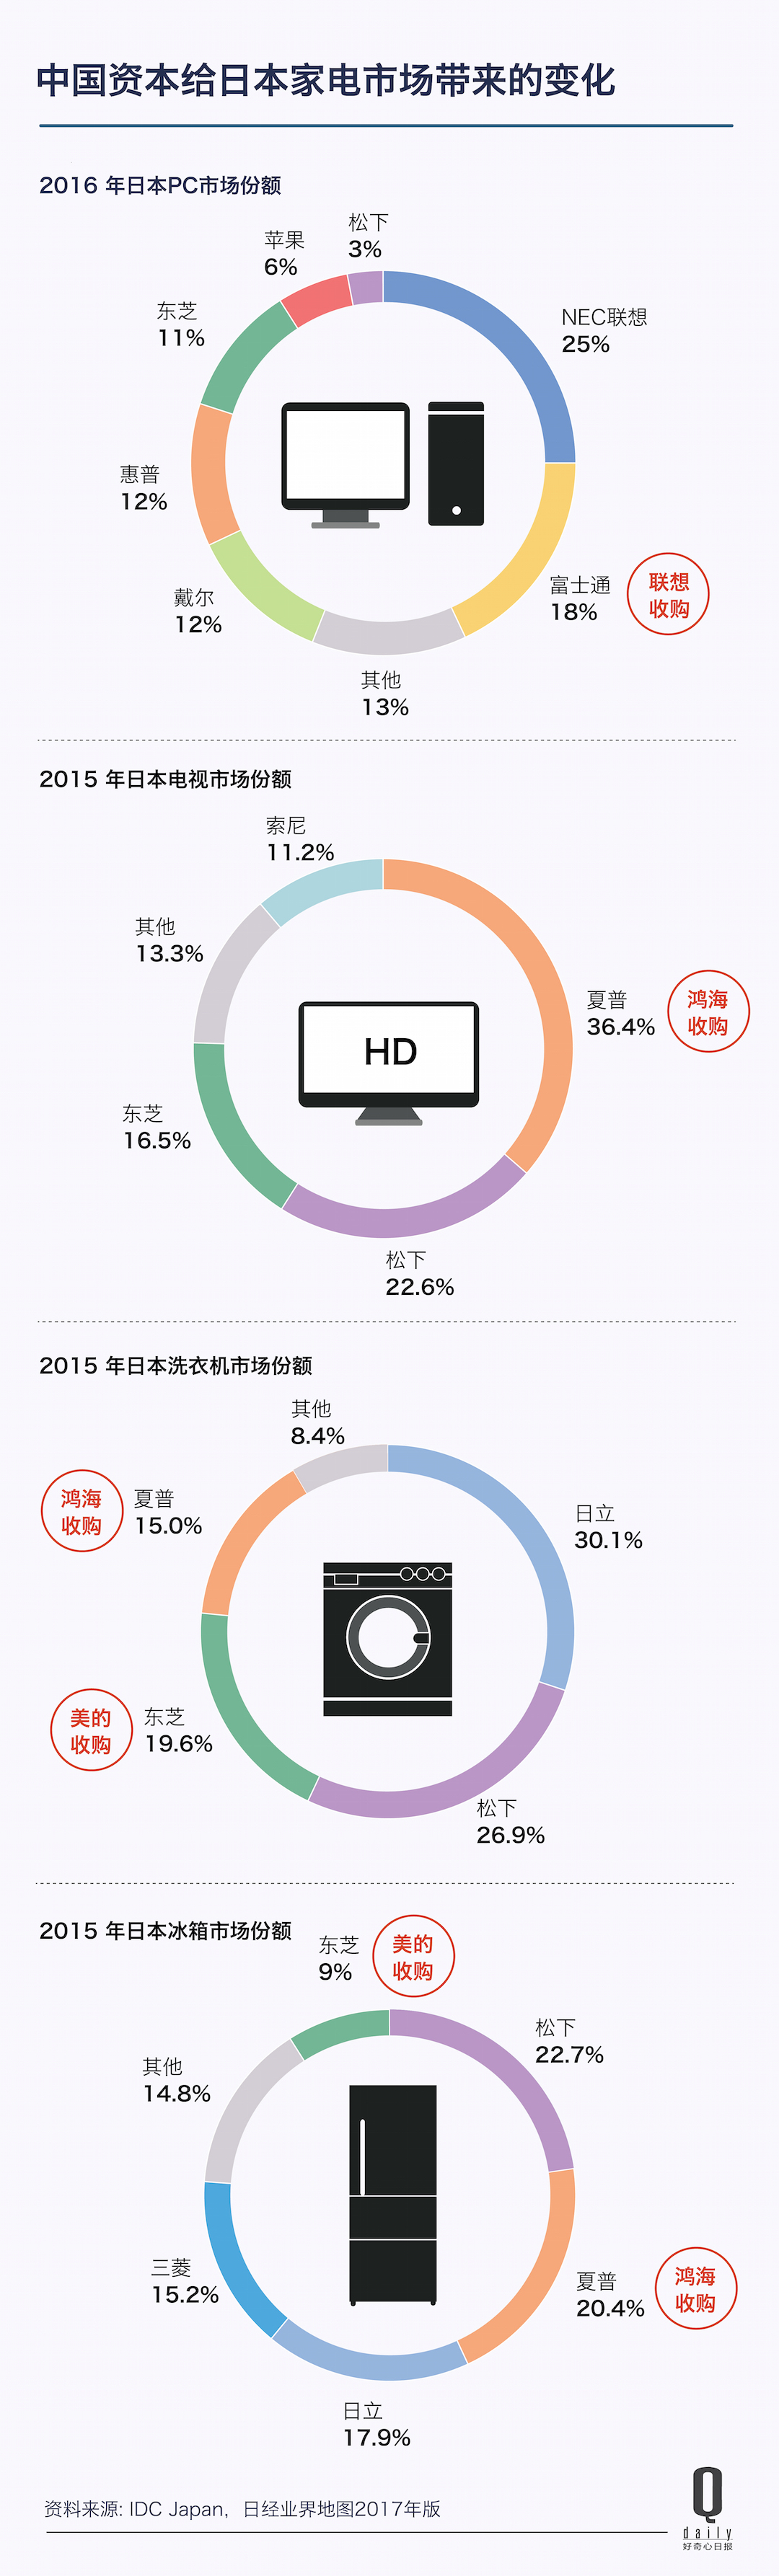 中国资本给日本家电市场带来的变化
2016 年日本PC市场份额
松下
3%
苹果
6%
东芝
11%
NEC联想
25%
惠普
12%
富士通
18%
联想
收购
戴尔
12%
其他
13%
2015 年日本电视市场份额
索尼
11.2%
其他
13.3%
夏普
36.4%
鸿海
收购
HD
东芝
16.5%
松下
22.6%
2015 年日本洗衣机市场份额
其他
8.4%
鸿海
收购
夏普
15.0%
日立
30.1%
美的
收购
东芝
19.6%
松下
26.9%
2015 年日本冰箱市场份额
东芝
9%
美的
收购
松下
22.7%
其他
14.8%
三菱
15.2%
夏普
20.4%
鸿海
收购
日立
17.9%
资料来源: IDC Japan，日经业界地图2017年版
Q
daily
好奇心日报